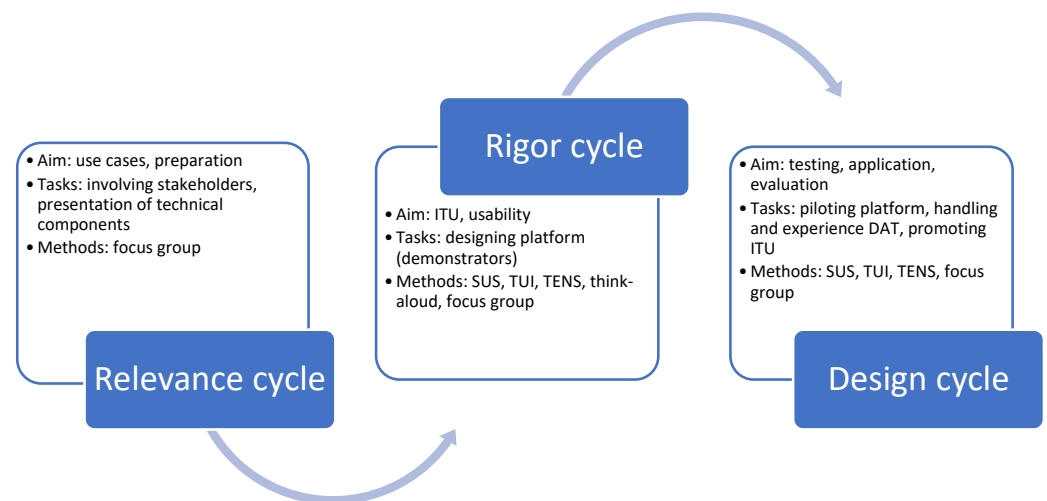 • Aim: use cases, preparation
• Tasks: involving stakeholders,
presentation of technical
components
• Methods: focus group
Relevance cycle
Rigor cycle
• Aim: ITU, usability
• Tasks: designing platform
(demonstrators)
• Methods: SUS, TUI, TENS, think-
aloud, focus group
• Aim: testing, application,
evaluation
• Tasks: piloting platform, handling
and experience DAT, promoting
ITU
• Methods: SUS, TUI, TENS, focus
group
Design cycle